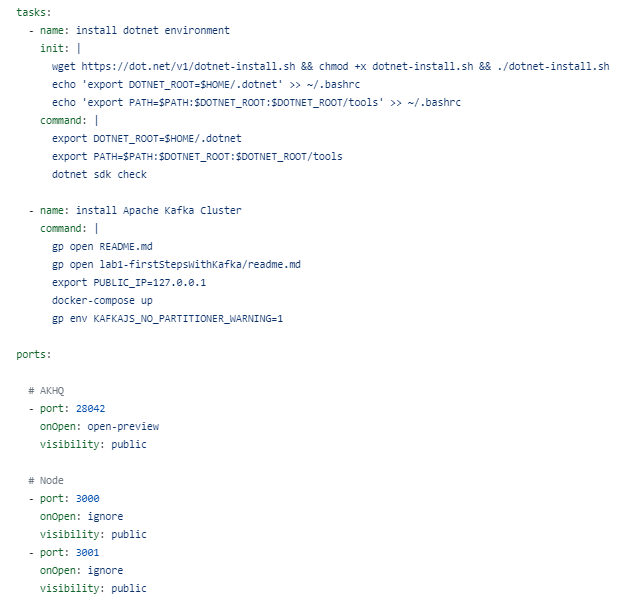 tasks:
- name: install dotnet environment
init: |
wget https://dot.net/v1/dotnet-install.sh && chmod +x dotnet-install.sh && ./dotnet-install.sh
echo 'export DOTNET_ROOT=$HOME/.dotnet' >> ~/.bashrc
echo 'export PATH=$PATH:$DOTNET_ROOT:$DOTNET_ROOT/tools' >> ~/.bashrc
command: |
export DOTNET_ROOT=$HOME/.dotnet
export PATH=$PATH:$DOTNET_ROOT:$DOTNET_ROOT/tools
dotnet sdk check
- name: install Apache Kafka Cluster
command: |
gp open README.md
gp open lab1-firstStepsWithKafka/readme.md
export PUBLIC_IP=127.0.0.1
docker-compose up
gp env KAFKAJS_NO_PARTITIONER_WARNING=1
ports:
# AKHQ
- port: 28042
onOpen: open-preview
visibility: public
# Node
- port: 3000
onOpen: ignore
visibility: public
- port: 3001
onOpen: ignore
visibility: public